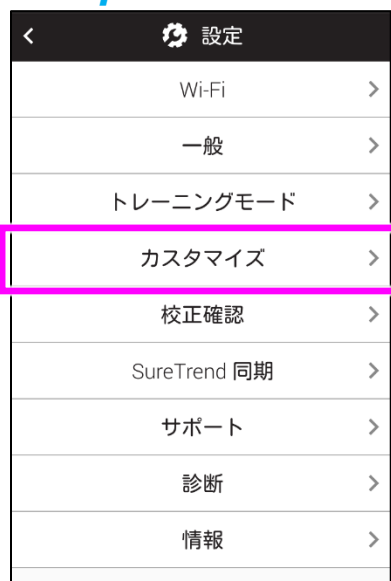 設定
Wi-Fi
一般
トレーニングモード
カスタマイズ
校正確認
SureTrend 同期
サポート
診断
情報